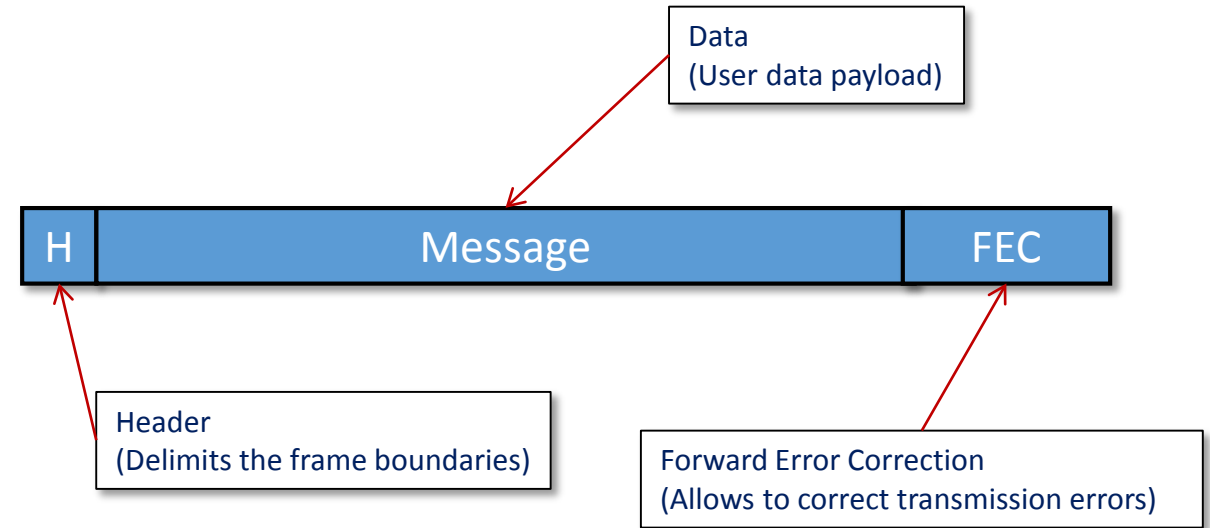 Data
(User data payload)
H
Message
FEC
Header
(Delimits the frame boundaries)
Forward Error Correction
(Allows to correct transmission errors)